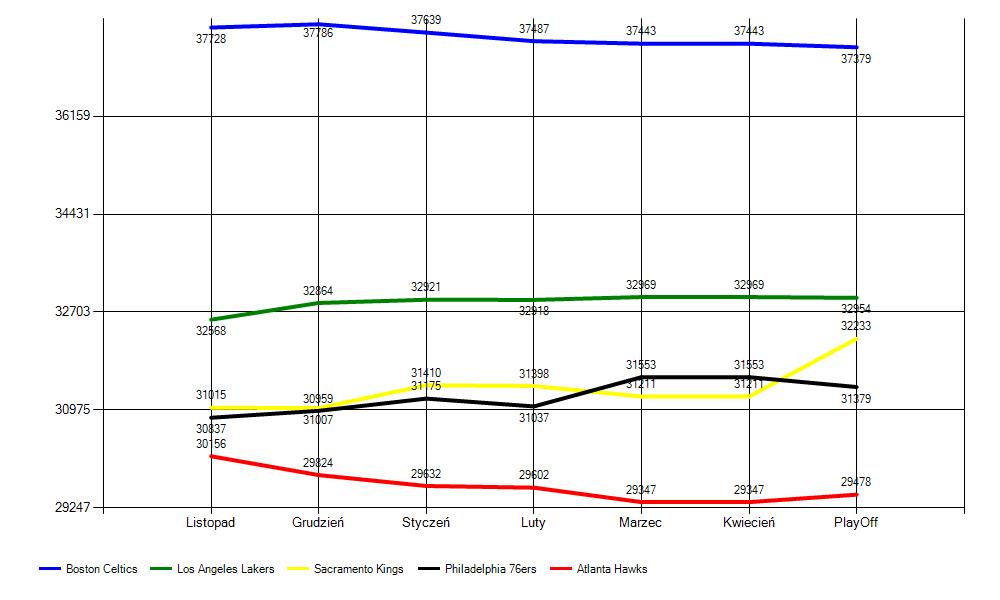 37728 37786 37639 37487 37443 37443 37379
36159
34431
32703
32568 32864 32921 32918 32969 32969 32954
32233
31015 30959 31410 31398 31553 31553
31175 31211 31211 31379
30975
30837 31007 31037
30156 29824 29632 29602 29347 29347 29478
29247
Listopad Grudzień Styczeń Luty Marzec Kwiecień PlayOff
Boston Celtics Los Angeles Lakers Sacramento Kings Philadelphia 76ers Atlanta Hawks